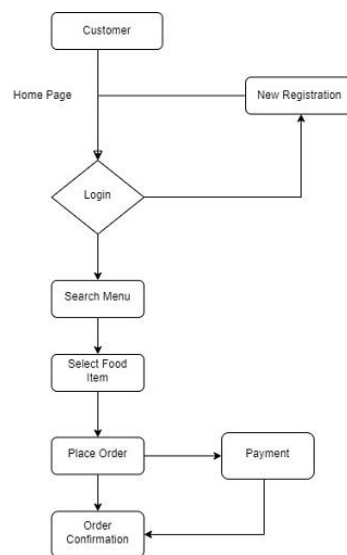 Customer
Home Page
New Registration
Login
Search Menu
Select Food
Item
Place Order
Payment
Order
Confirmation